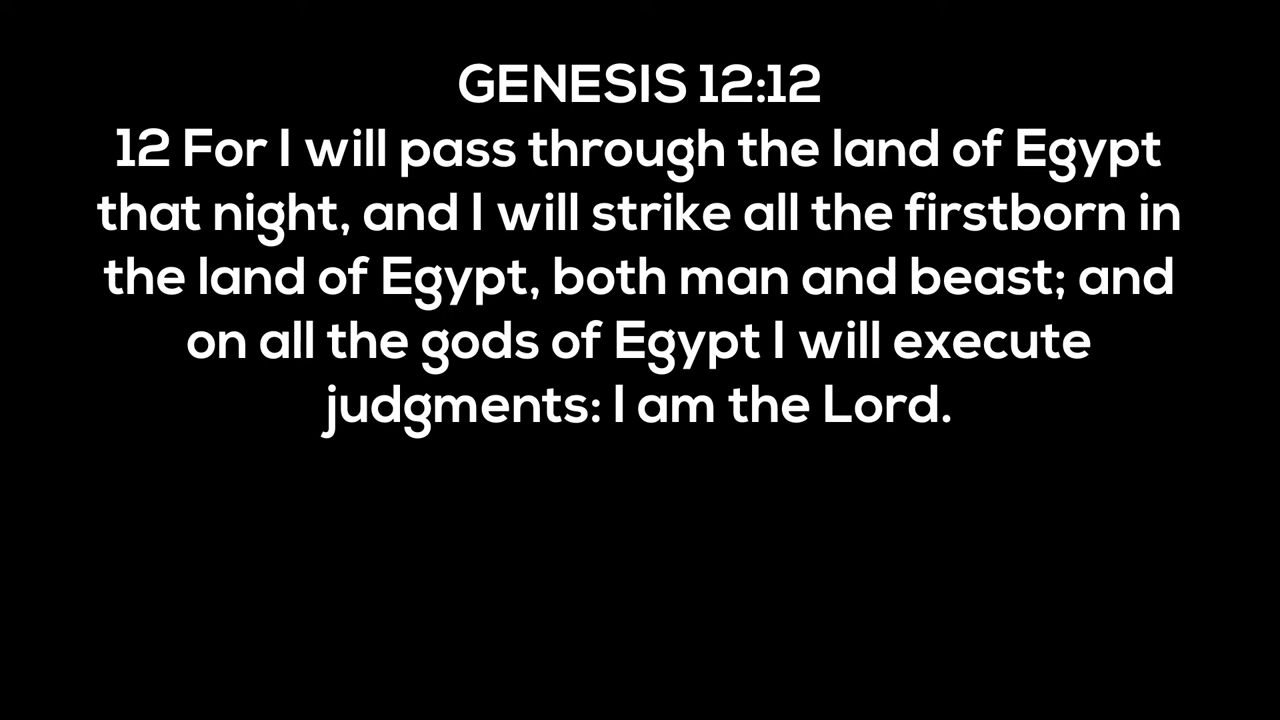 GENESIS 12:12
12 For I will pass through the land of Egypt
that night, and I will strike all the firstborn in
the land of Egypt, both man and beast; and
on all the gods of Egypt I will execute
judgments: I am the Lord.